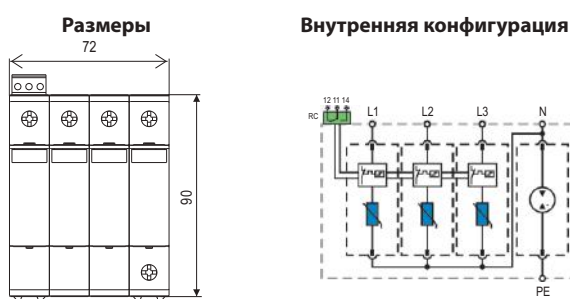 Размеры
72
90
Внутренняя конфигурация
12 11 14
RC
L1 L2 L3 N
PE